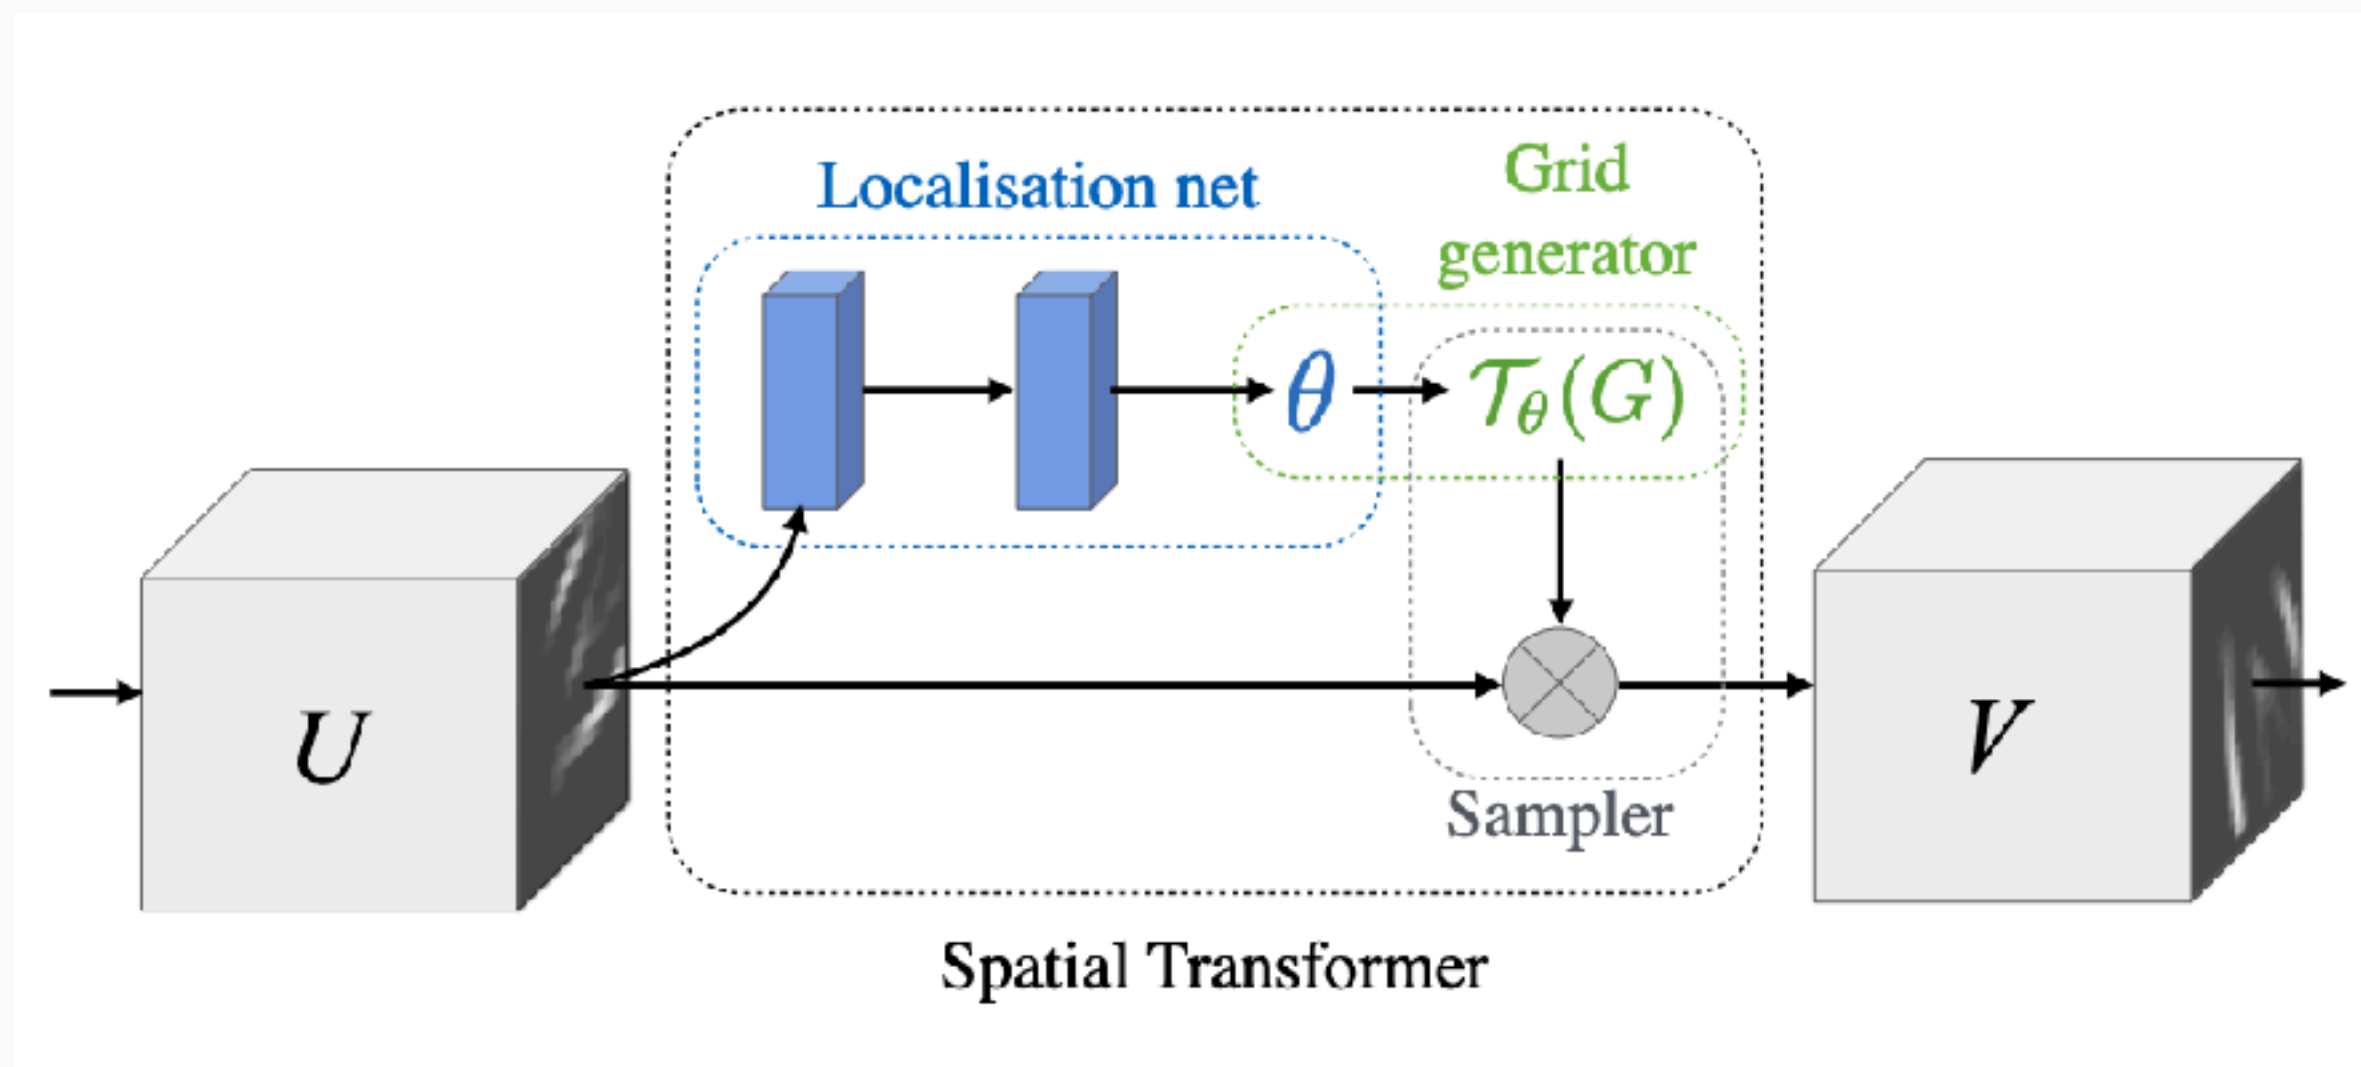 Localisation net
Grid
generator
θ
𝒯θ(G)
U
V
Sampler
Spatial Transformer